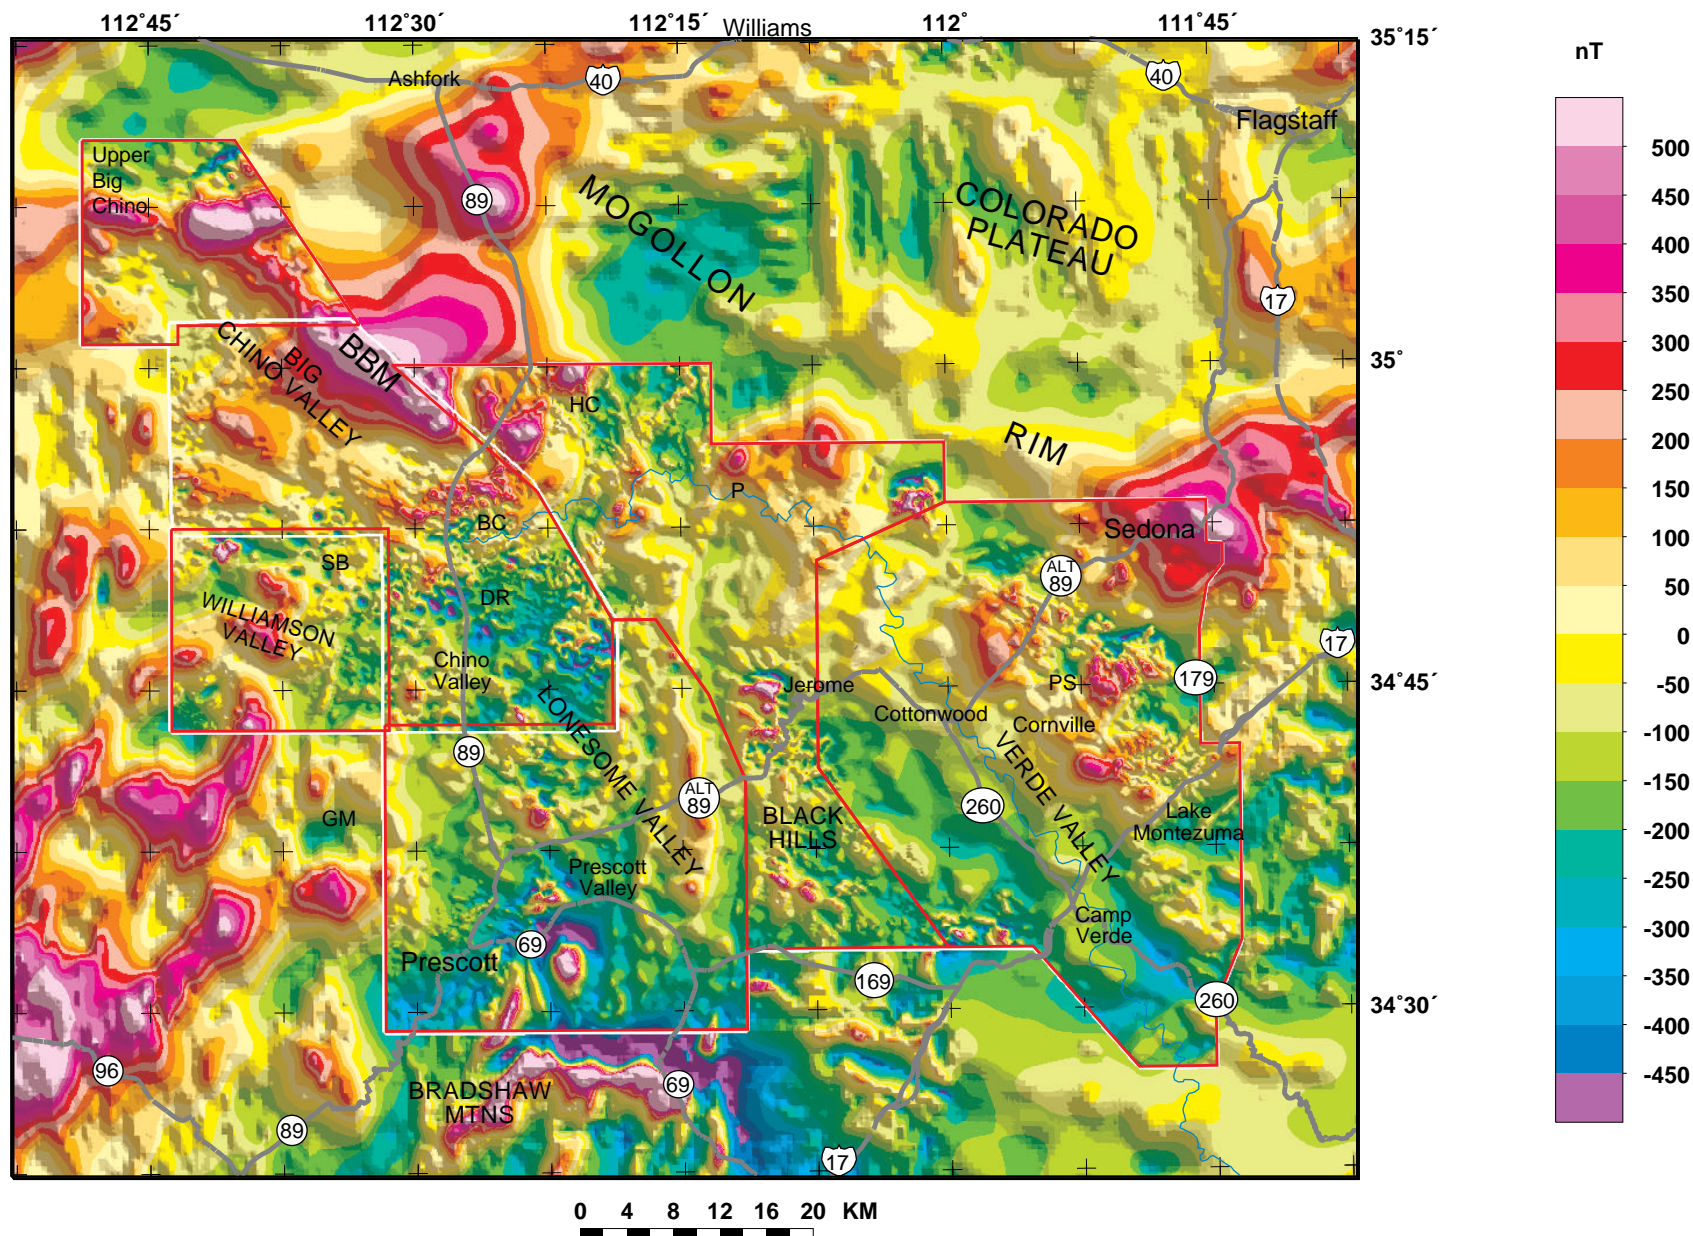 112˚45´ 112˚30´ 112˚15´ Williams 112˚ 111˚45´
35˚15´
nT
Ashfork
40
40
Flagstaff
500
Upper
Big
Chino
450
89
MOGOLLON
COLORADO
PLATEAU
400
17
350
300
35˚
BBM
BIG
CHINO VALLEY
250
HC
200
RIM
P
150
BC
Sedona
100
SB
ALT
89
DR
50
WILLIAMSON
VALLEY
0
17
Chino
Valley
Jerome
PS
179
34˚45´
-50
Cottonwood
Cornville
LONESOME VALLEY
-100
89
VERDE VALLEY
ALT
89
260
-150
GM
BLACK
HILLS
Lake
Montezuma
-200
Prescott
Valley
-250
Camp
Verde
-300
69
Prescott
169
-350
260
34˚30´
-400
96
69
-450
BRADSHAW
MTNS
89
17
0 4 8 12 16 20 KM